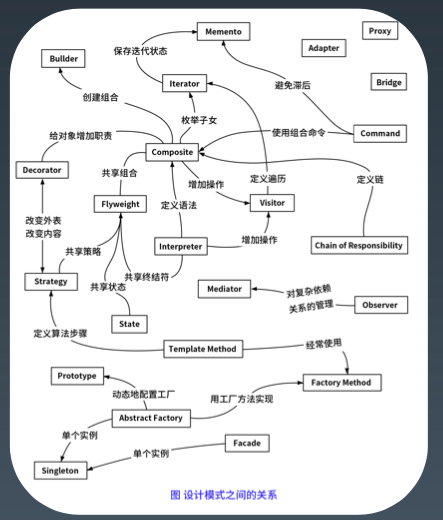 Memento
Proxy
Adapter
保存迭代状态
Bullder
Iterator
Bridge
避免滞后
创建组合
枚举子女
给对象增加职责
使用组合命令
Command
Composite
Decorator
共享组合
增加操作
定义遍历
定义链
Flyweight
定义语法
Visitor
改变外表
改变内容
增加操作
Interpreter
Chain of Responsibility
共享策略
共享终结符
Strategy
共享状态
Mediator
对复杂依赖
关系的管理
Observer
State
定义算法步骤
Template Method
经常使用
Prototype
Factory Method
动态地配置工厂
用工厂方法实现
Abstract Factory
单个实例
Facade
单个实例
Singleton
图 设计模式之间的关系